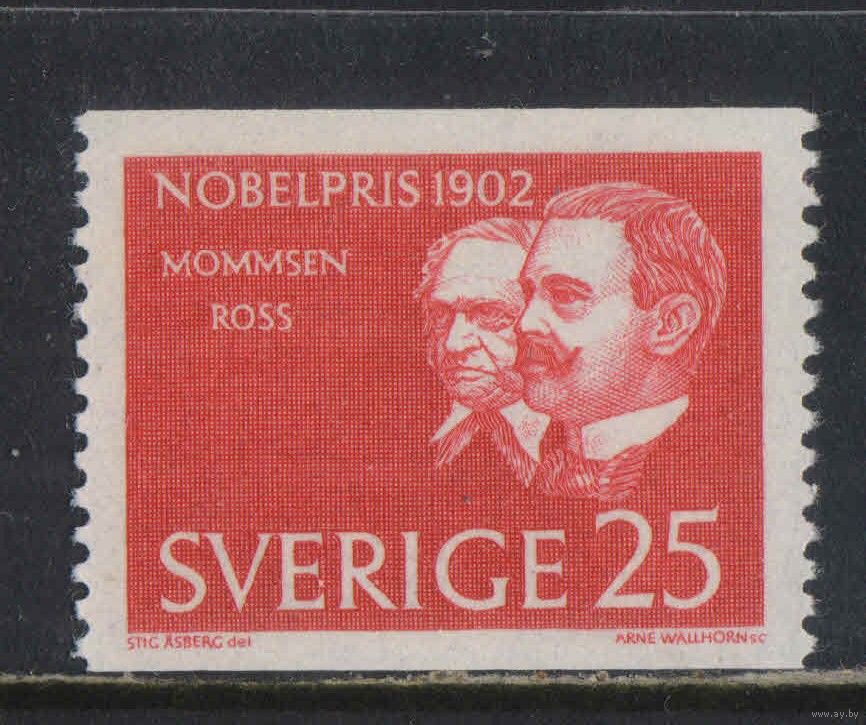 NOBELPRIS 1902
MOMMSEN
ROSS
SVERIGE 25
STIG ÅSBERG del
ARNE WALLHORN sc
www.ay.by